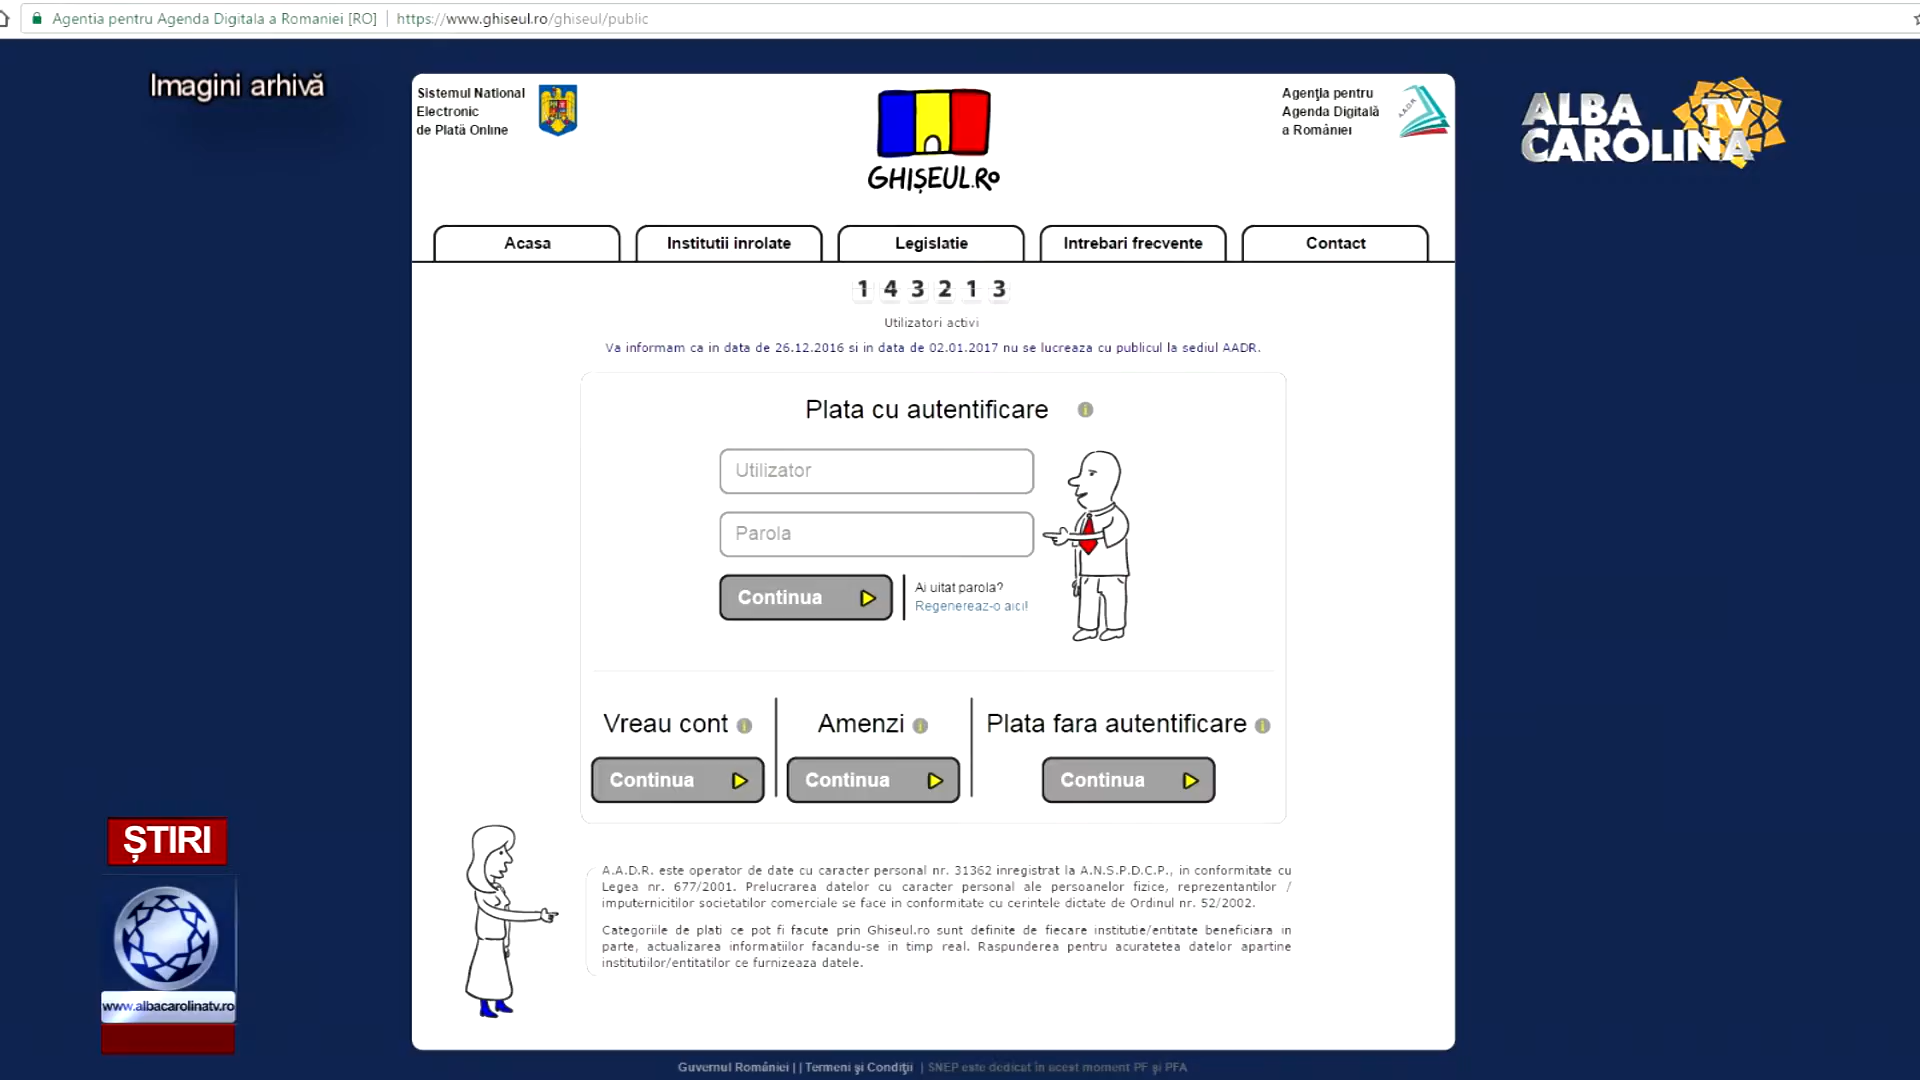 Agentia pentru Agenda Digitala a Romaniei [RO]
https://www.ghiseul.ro/ghiseul/public
Imagini arhivă
Sistemul National
Electronic
de Plată Online
GHIȘEUL.RO
Agenţia pentru
Agenda Digitală
a României
A.A.D.R.
ALBA
CAROLINA
TV
Acasa
Institutii inrolate
Legislatie
Intrebari frecvente
Contact
1 4 3 2 1 3
Utilizatori activi
Va informam ca in data de 26.12.2016 si in data de 02.01.2017 nu se lucreaza cu publicul la sediul AADR.
Plata cu autentificare
Utilizator
Parola
Continua
Ai uitat parola?
Regenereaz-o aici!
Vreau cont
Continua
Amenzi
Continua
Plata fara autentificare
Continua
A.A.D.R. este operator de date cu caracter personal nr. 31362 inregistrat la A.N.S.P.D.C.P., in conformitate cu
Legea nr. 677/2001. Prelucrarea datelor cu caracter personal ale persoanelor fizice, reprezentantilor /
imputernicitilor societatilor comerciale se face in conformitate cu cerintele dictate de Ordinul nr. 52/2002.
Categoriile de plati ce pot fi facute prin Ghiseul.ro sunt definite de fiecare institutie/entitate beneficiara in
parte, actualizarea informatiilor facandu-se in timp real. Raspunderea pentru acuratetea datelor apartine
institutiilor/entitatilor ce furnizeaza datele.
ȘTIRI
www.albacarolinatv.ro
Guvernul României | | Termeni şi Condiţii | SNEP este dedicat în acest moment PF şi PFA